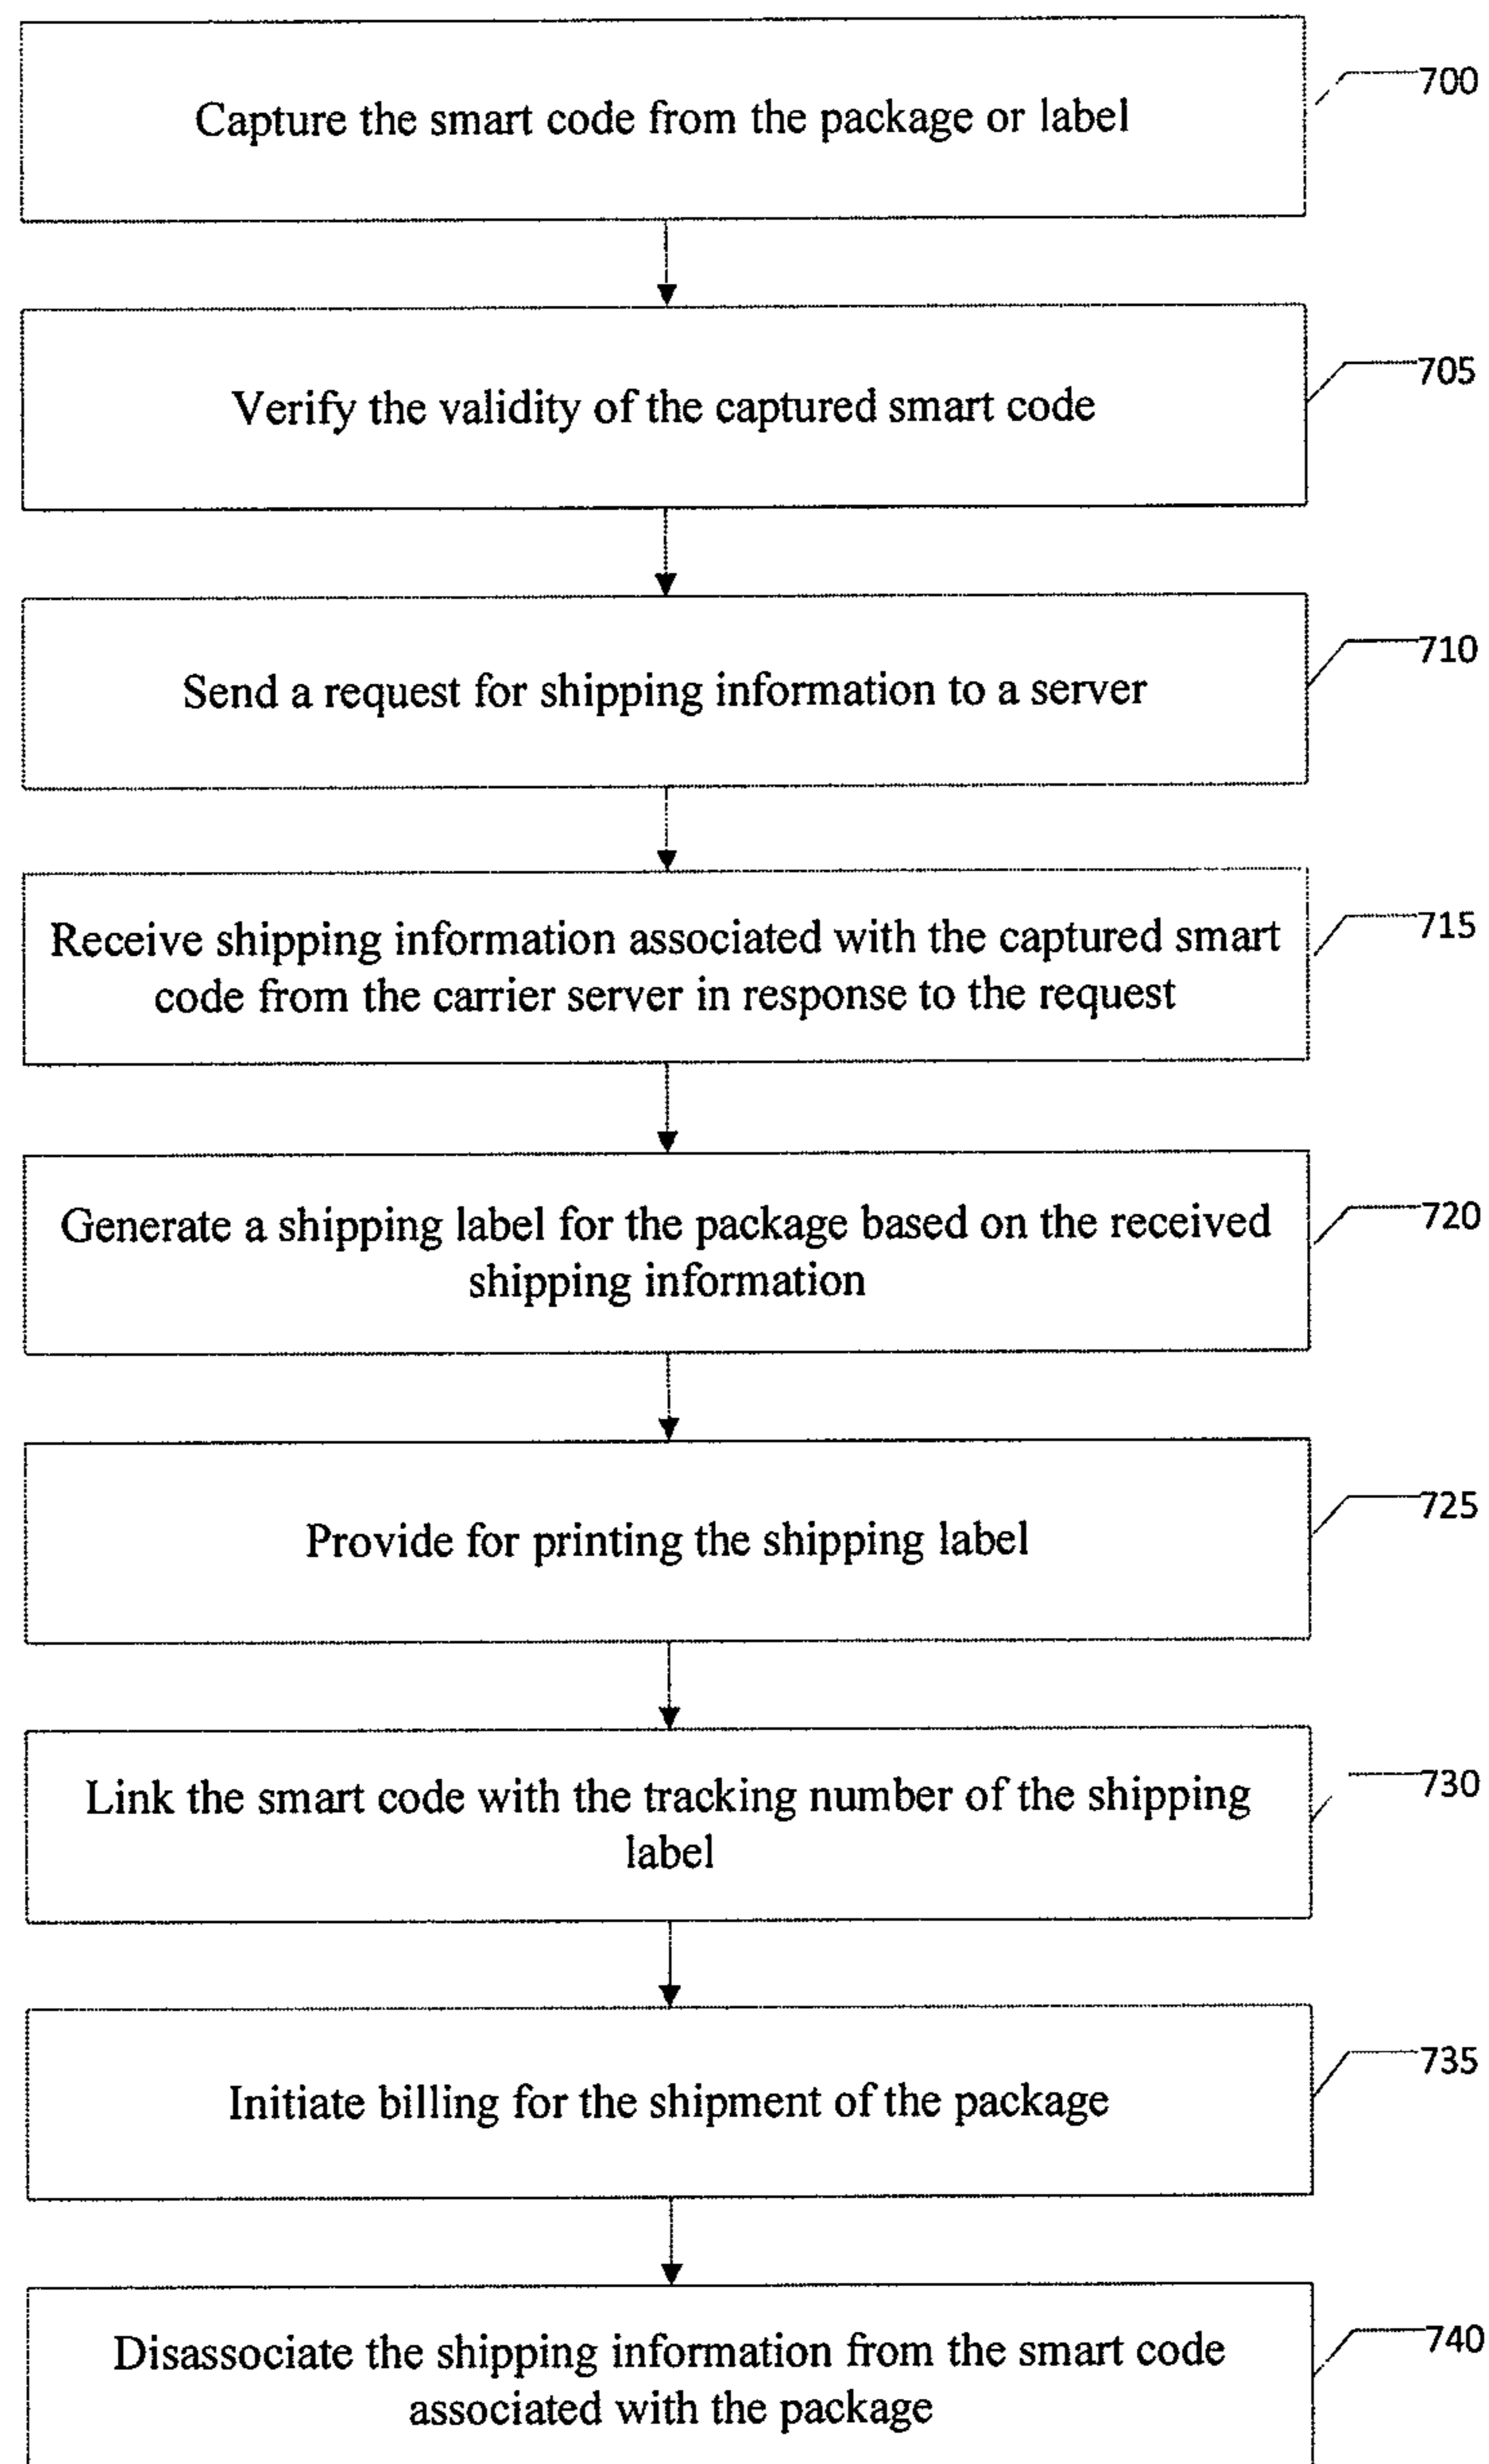 Capture the smart code from the package or label
700
Verify the validity of the captured smart code
705
Send a request for shipping information to a server
710
Receive shipping information associated with the captured smart
code from the carrier server in response to the request
715
Generate a shipping label for the package based on the received
shipping information
720
Provide for printing the shipping label
725
Link the smart code with the tracking number of the shipping
label
730
Initiate billing for the shipment of the package
735
Disassociate the shipping information from the smart code
associated with the package
740